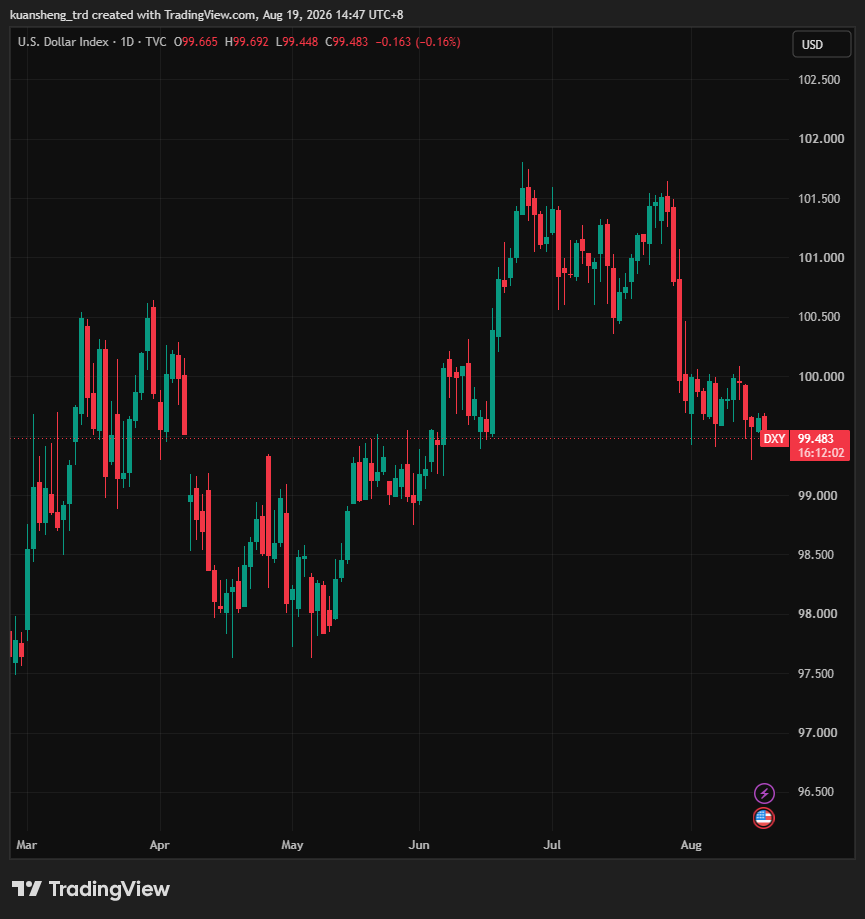 kuansheng_trd created with TradingView.com, Aug 19, 2026 14:47 UTC+8
U.S. Dollar Index · 1D · TVC O99.665 H99.692 L99.448 C99.483 −0.163 (−0.16%)
USD
102.500
102.000
101.500
101.000
100.500
100.000
DXY 99.483
16:12:02
99.000
98.500
98.000
97.500
97.000
96.500
Mar Apr May Jun Jul Aug
TradingView